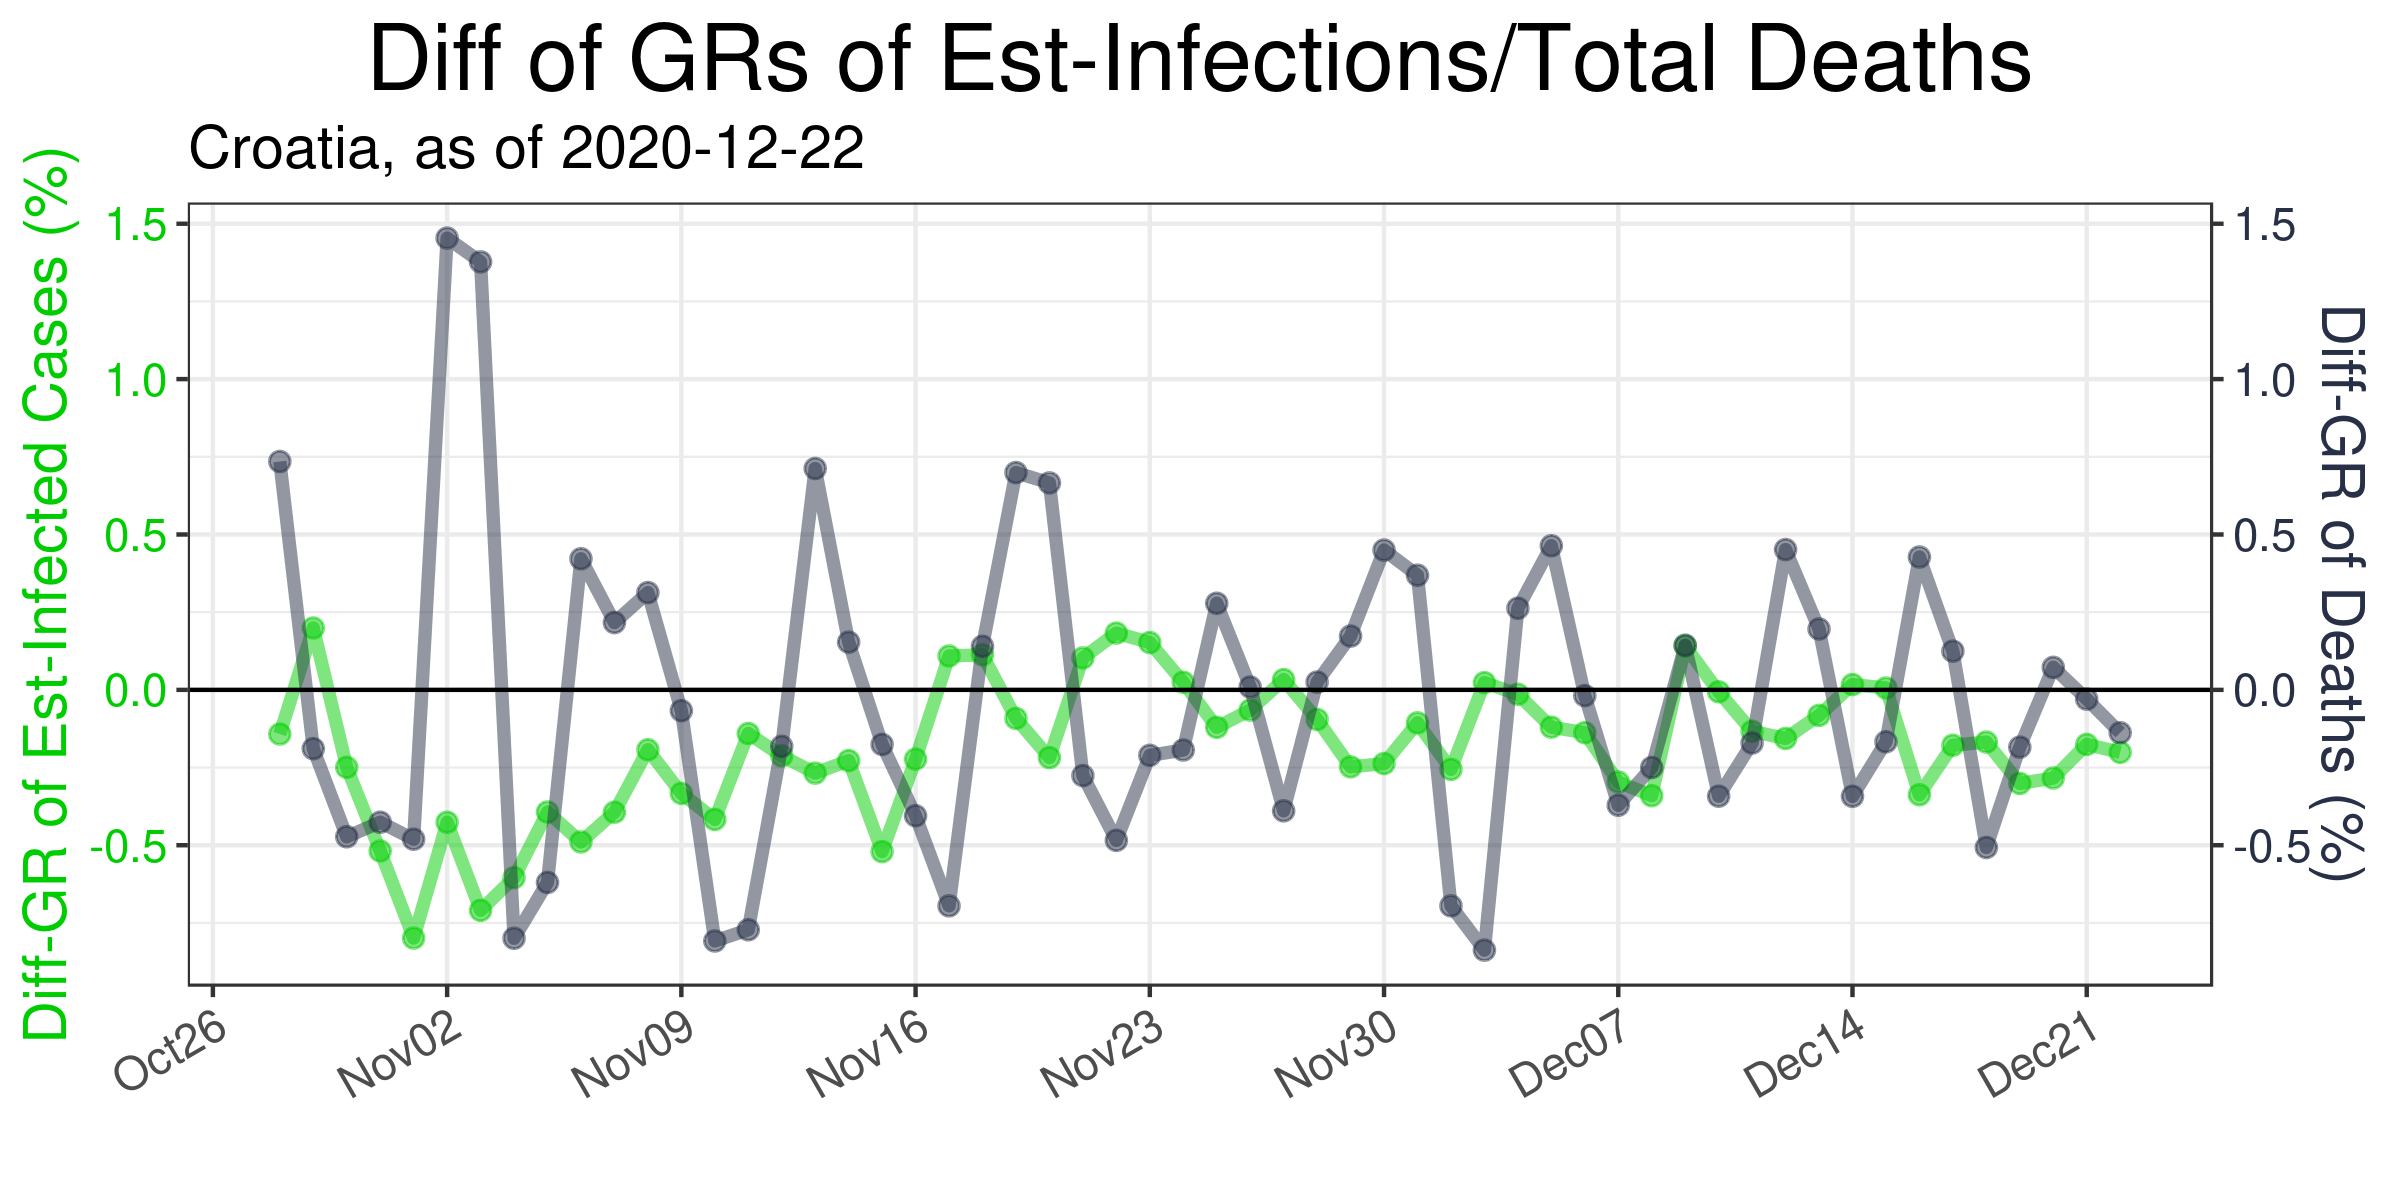 Diff of GRs of Est-Infections/Total Deaths
Croatia, as of 2020-12-22
Diff-GR of Est-Infected Cases (%)
1.5
1.0
0.5
0.0
-0.5
1.5
1.0
0.5
0.0
-0.5
Diff-GR of Deaths (%)
Oct26
Nov02
Nov09
Nov16
Nov23
Nov30
Dec07
Dec14
Dec21